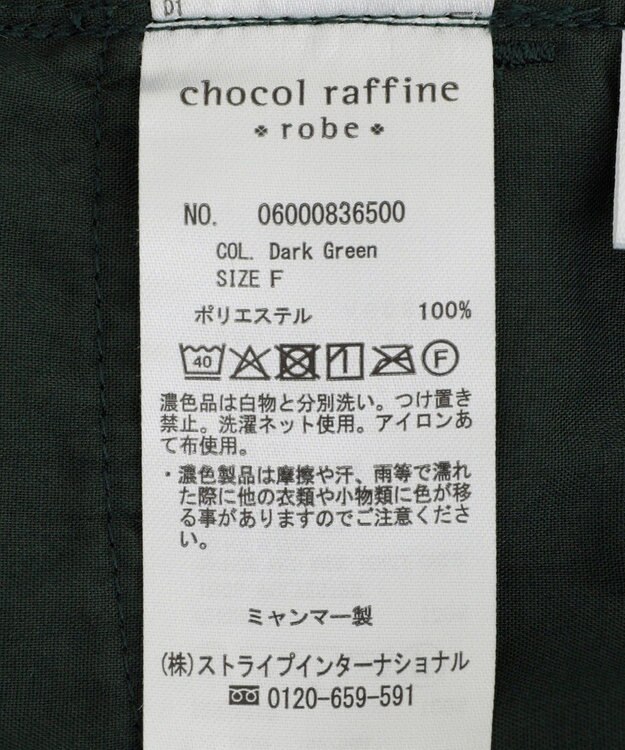 D1
chocol raffine
robe
NO. 06000836500
COL. Dark Green
SIZE F
ポリエステル 100%
40 F
濃色品は白物と分別洗い。つけ置き
禁止。洗濯ネット使用。アイロンあ
て布使用。
・濃色製品は摩擦や汗、雨等で濡れ
た際に他の衣類や小物類に色が移
る事がありますのでご注意くださ
い。
ミャンマー製
(株)ストライプインターナショナル
0120-659-591